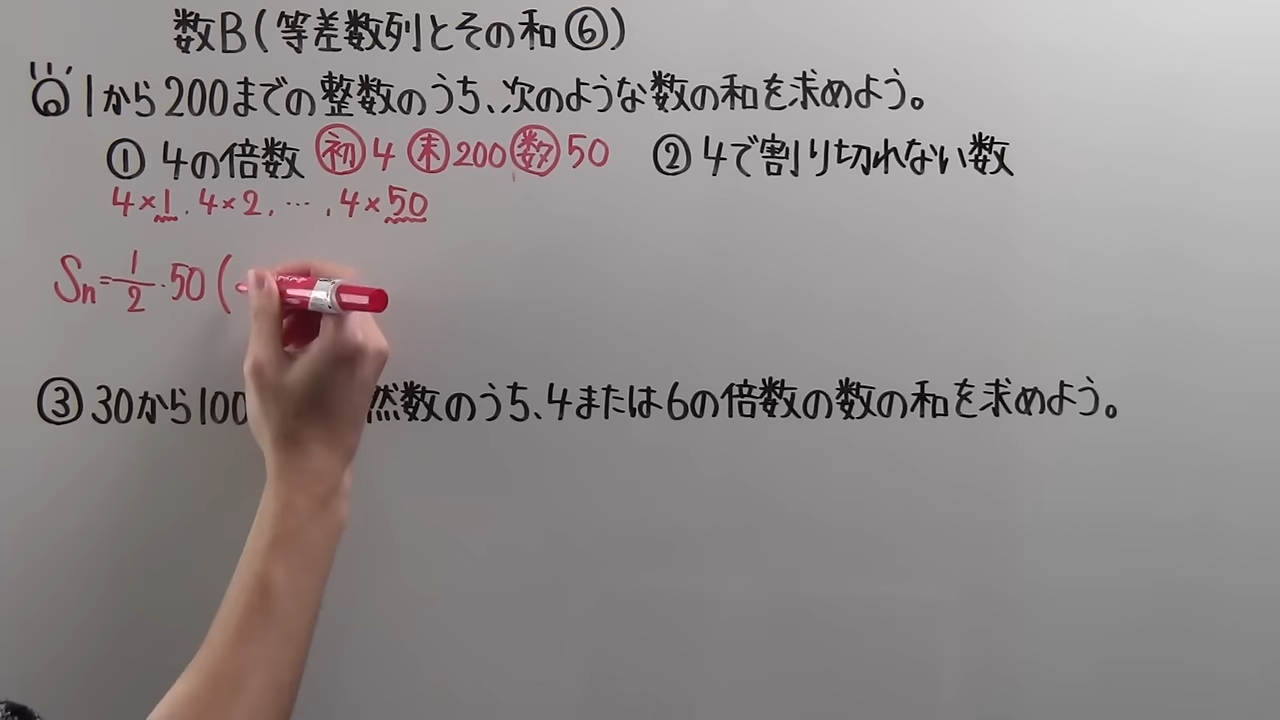 数B(等差数列とその和⑥)
1から200までの整数のうち、次のような数の和を求めよう。
① 4の倍数 初 4 末 200 数 50 ② 4で割り切れない数
4×1, 4×2, … , 4×50
Sn=1/2・50(
③ 30から100 然数のうち、4または6の倍数の数の和を求めよう。